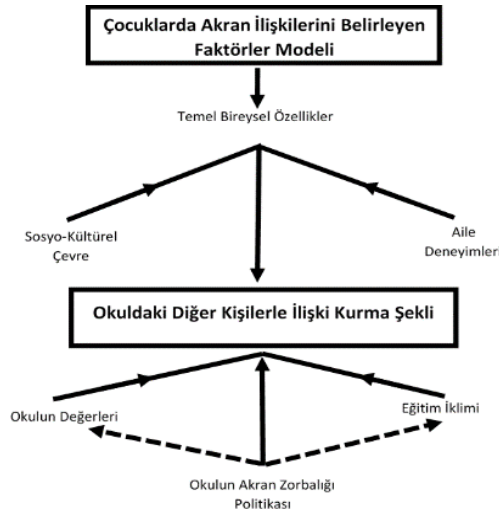 Çocuklarda Akran İlişkilerini Belirleyen
Faktörler Modeli
Temel Bireysel Özellikler
Sosyo-Kültürel
Çevre
Aile
Deneyimleri
Okuldaki Diğer Kişilerle İlişki Kurma Şekli
Okulun Değerleri
Eğitim İklimi
Okulun Akran Zorbalığı
Politikası